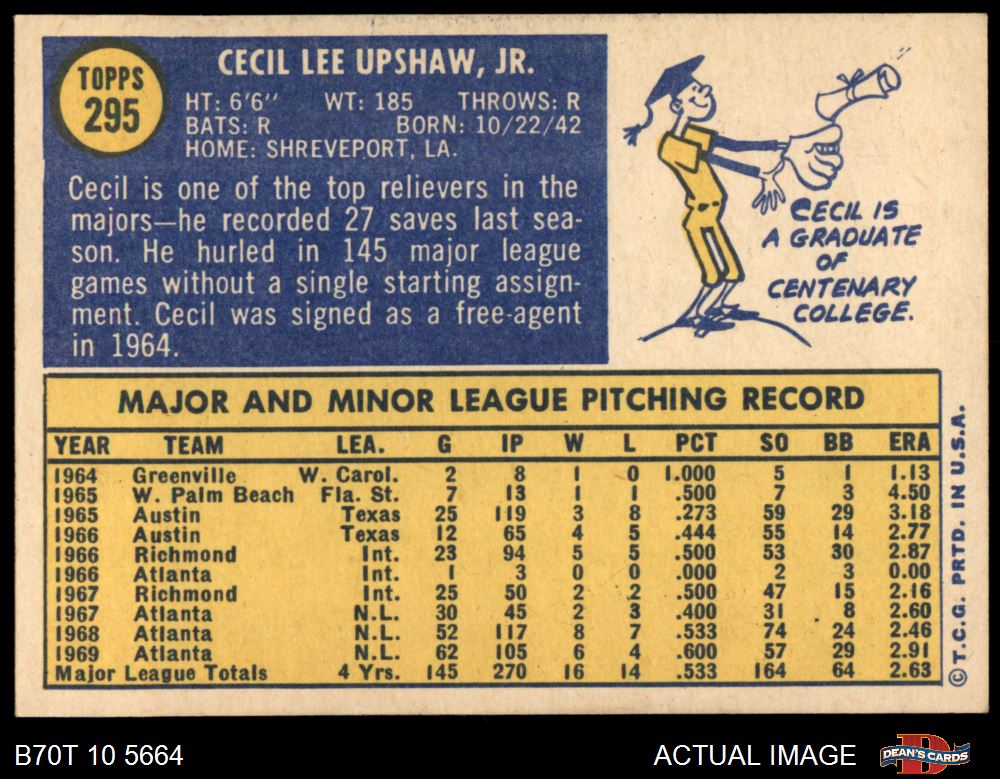 TOPPS
295
CECIL LEE UPSHAW, JR.
HT: 6'6" WT: 185 THROWS: R
BATS: R BORN: 10/22/42
HOME: SHREVEPORT, LA.
Cecil is one of the top relievers in the
majors—he recorded 27 saves last sea-
son. He hurled in 145 major league
games without a single starting assign-
ment. Cecil was signed as a free-agent
in 1964.
CECIL IS
A GRADUATE
OF
CENTENARY
COLLEGE.
MAJOR AND MINOR LEAGUE PITCHING RECORD
YEAR TEAM LEA. G IP W L PCT SO BB ERA
1964 Greenville W. Carol. 2 8 1 0 1.000 5 1 1.13
1965 W. Palm Beach Fla. St. 7 13 1 1 .500 7 3 4.50
1965 Austin Texas 25 119 3 8 .273 59 29 3.18
1966 Austin Texas 12 65 4 5 .444 55 14 2.77
1966 Richmond Int. 23 94 5 5 .500 53 30 2.87
1966 Atlanta Int. 1 3 0 0 .000 2 3 0.00
1967 Richmond Int. 25 50 2 2 .500 47 15 2.16
1967 Atlanta N.L. 30 45 2 3 .400 31 8 2.60
1968 Atlanta N.L. 52 117 8 7 .533 74 24 2.46
1969 Atlanta N.L. 62 105 6 4 .600 57 29 2.91
Major League Totals 4 Yrs. 145 270 16 14 .533 164 64 2.63
© T.C.G. PRTD. IN U.S.A.
B70T 10 5664 ACTUAL IMAGE DEAN'S CARDS